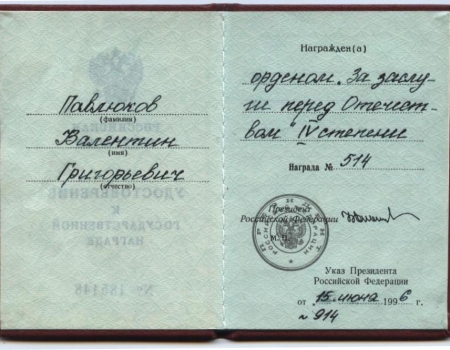 Павлюков
(фамилия)
Валентин
(имя)
Григорьевич
(отчество)
Награжден(а)
орденом „За заслу-
ги перед Отечест-
вом" IV степени
Награда № 514
Президент
Российской Федерации
М.П.
Указ Президента
Российской Федерации
от „15 июня 1996 г.
№ 914